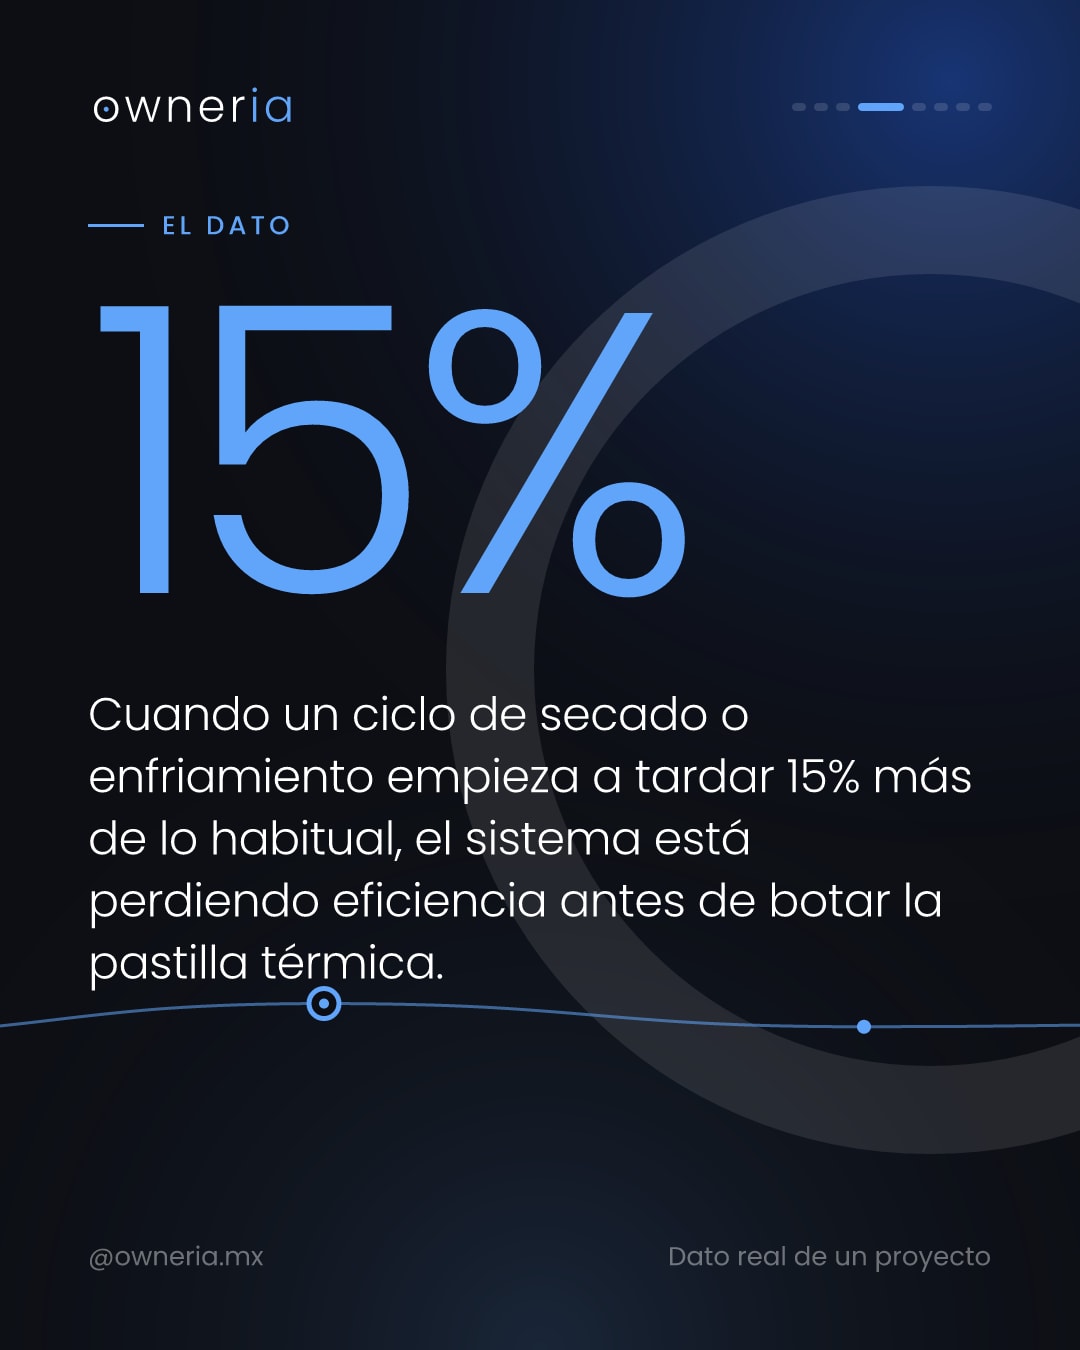 owneria
EL DATO
15%
Cuando un ciclo de secado o
enfriamiento empieza a tardar 15% más
de lo habitual, el sistema está
perdiendo eficiencia antes de botar la
pastilla térmica.
@owneria.mx
Dato real de un proyecto